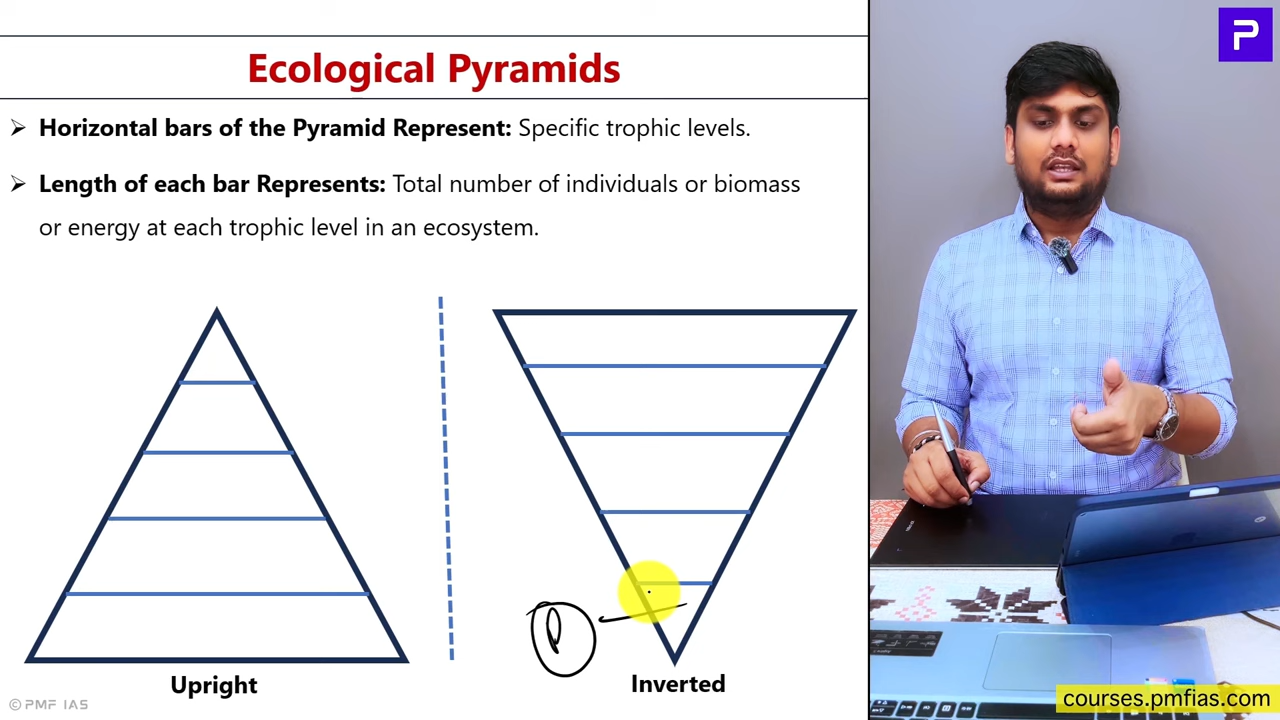 Ecological Pyramids
➢ Horizontal bars of the Pyramid Represent: Specific trophic levels.
➢ Length of each bar Represents: Total number of individuals or biomass
or energy at each trophic level in an ecosystem.
P
Upright
Inverted
© PMF IAS
P
courses.pmfias.com